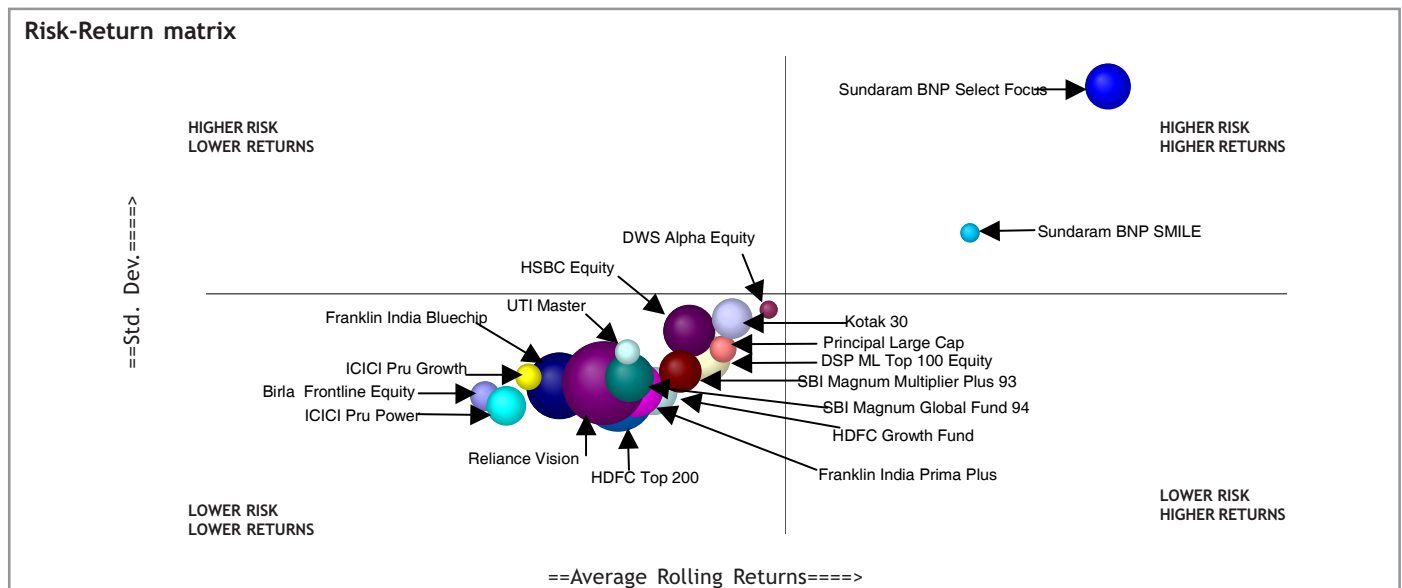 Risk-Return matrix
Sundaram BNP Select Focus
HIGHER RISK
LOWER RETURNS
HIGHER RISK
HIGHER RETURNS
==Std. Dev.====>
Sundaram BNP SMILE
DWS Alpha Equity
HSBC Equity
UTI Master
Franklin India Bluechip
Kotak 30
Principal Large Cap
DSP ML Top 100 Equity
ICICI Pru Growth
SBI Magnum Multiplier Plus 93
Birla Frontline Equity
SBI Magnum Global Fund 94
ICICI Pru Power
HDFC Growth Fund
Reliance Vision
HDFC Top 200
Franklin India Prima Plus
LOWER RISK
LOWER RETURNS
LOWER RISK
HIGHER RETURNS
==Average Rolling Returns====>